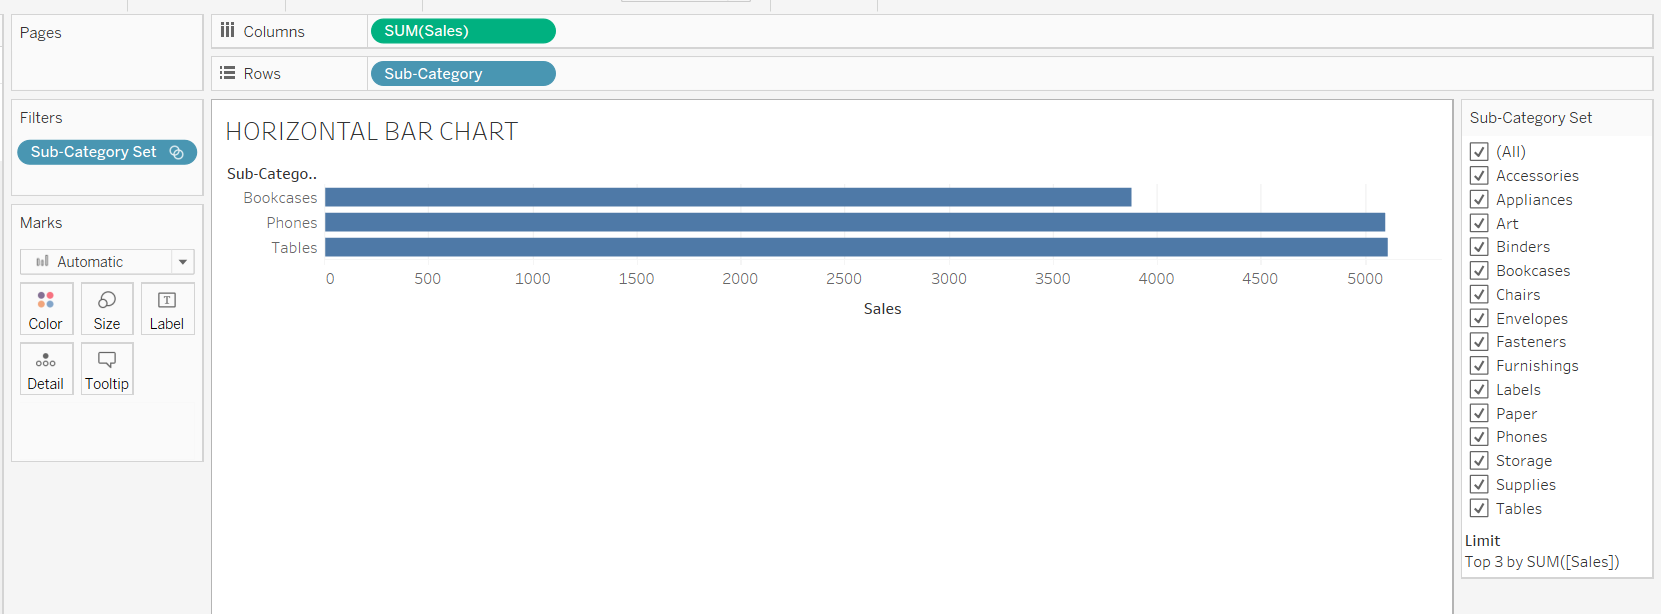 Pages
Columns
SUM(Sales)
Rows
Sub-Category
Filters
Sub-Category Set
Marks
Automatic
Color
Size
T
Label
Detail
Tooltip
HORIZONTAL BAR CHART
Sub-Catego..
Bookcases
Phones
Tables
0 500 1000 1500 2000 2500 3000 3500 4000 4500 5000
Sales
Sub-Category Set
(All)
Accessories
Appliances
Art
Binders
Bookcases
Chairs
Envelopes
Fasteners
Furnishings
Labels
Paper
Phones
Storage
Supplies
Tables
Limit
Top 3 by SUM([Sales])